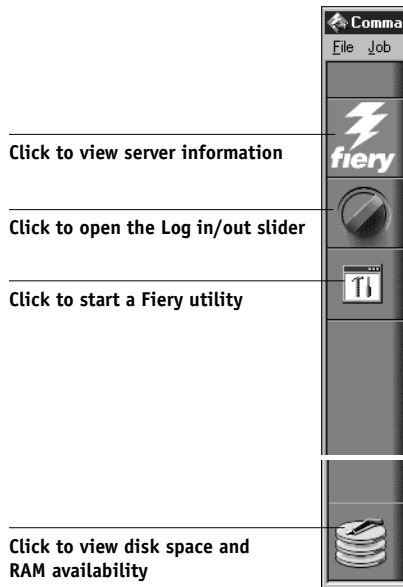 Comma
File Job
Click to view server information
fiery
Click to open the Log in/out slider
Click to start a Fiery utility
Click to view disk space and
RAM availability